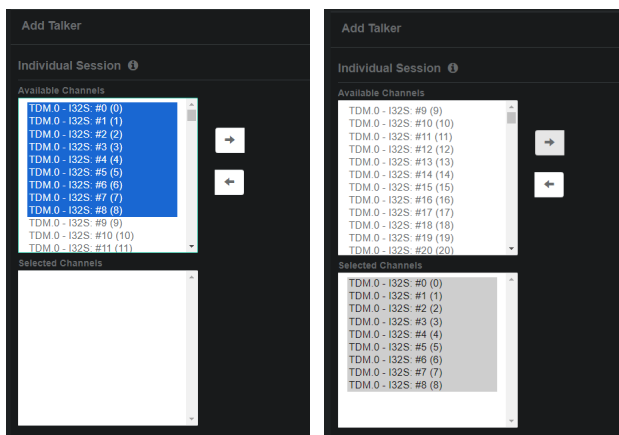 Add Talker
Individual Session
Available Channels
TDM.0 - I32S: #0 (0)
TDM.0 - I32S: #1 (1)
TDM.0 - I32S: #2 (2)
TDM.0 - I32S: #3 (3)
TDM.0 - I32S: #4 (4)
TDM.0 - I32S: #5 (5)
TDM.0 - I32S: #6 (6)
TDM.0 - I32S: #7 (7)
TDM.0 - I32S: #8 (8)
TDM.0 - I32S: #9 (9)
TDM.0 - I32S: #10 (10)
TDM.0 - I32S: #11 (11)
Selected Channels
Add Talker
Individual Session
Available Channels
TDM.0 - I32S: #9 (9)
TDM.0 - I32S: #10 (10)
TDM.0 - I32S: #11 (11)
TDM.0 - I32S: #12 (12)
TDM.0 - I32S: #13 (13)
TDM.0 - I32S: #14 (14)
TDM.0 - I32S: #15 (15)
TDM.0 - I32S: #16 (16)
TDM.0 - I32S: #17 (17)
TDM.0 - I32S: #18 (18)
TDM.0 - I32S: #19 (19)
TDM.0 - I32S: #20 (20)
Selected Channels
TDM.0 - I32S: #0 (0)
TDM.0 - I32S: #1 (1)
TDM.0 - I32S: #2 (2)
TDM.0 - I32S: #3 (3)
TDM.0 - I32S: #4 (4)
TDM.0 - I32S: #5 (5)
TDM.0 - I32S: #6 (6)
TDM.0 - I32S: #7 (7)
TDM.0 - I32S: #8 (8)